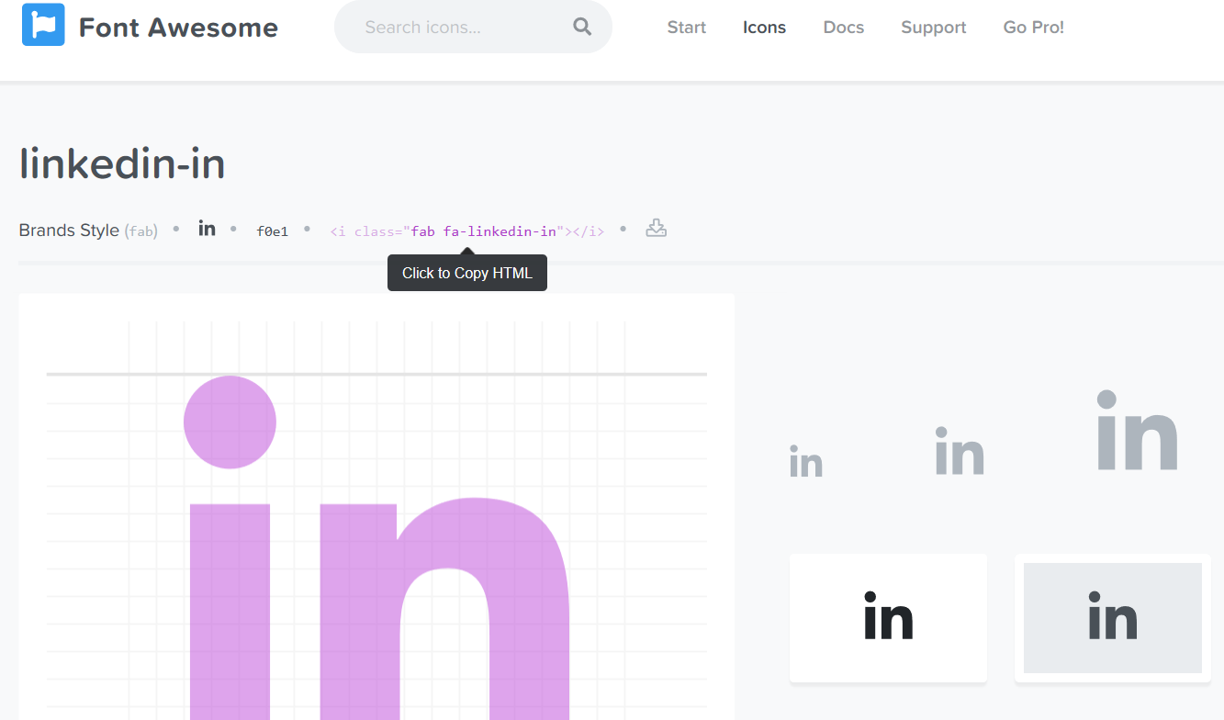 Font Awesome Search icons... Start Icons Docs Support Go Pro!
linkedin-in
Brands Style (fab) • in • f0e1 • <i class="fab fa-linkedin-in"></i> •
Click to Copy HTML
in
in in in
in in